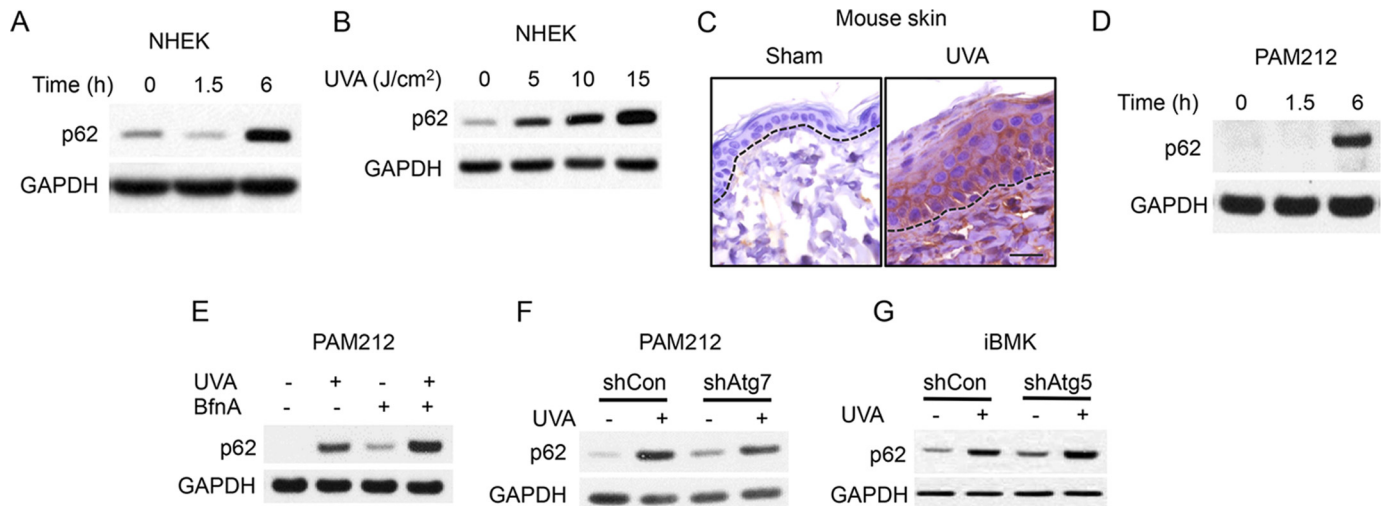 A
NHEK
Time (h) 0 1.5 6
p62
GAPDH
B
NHEK
UVA (J/cm²) 0 5 10 15
p62
GAPDH
C
Mouse skin
Sham UVA
D
PAM212
Time (h) 0 1.5 6
p62
GAPDH
E
PAM212
UVA - + - +
BfnA - - + +
p62
GAPDH
F
PAM212
shCon shAtg7
UVA - + - +
p62
GAPDH
G
iBMK
shCon shAtg5
UVA - + - +
p62
GAPDH